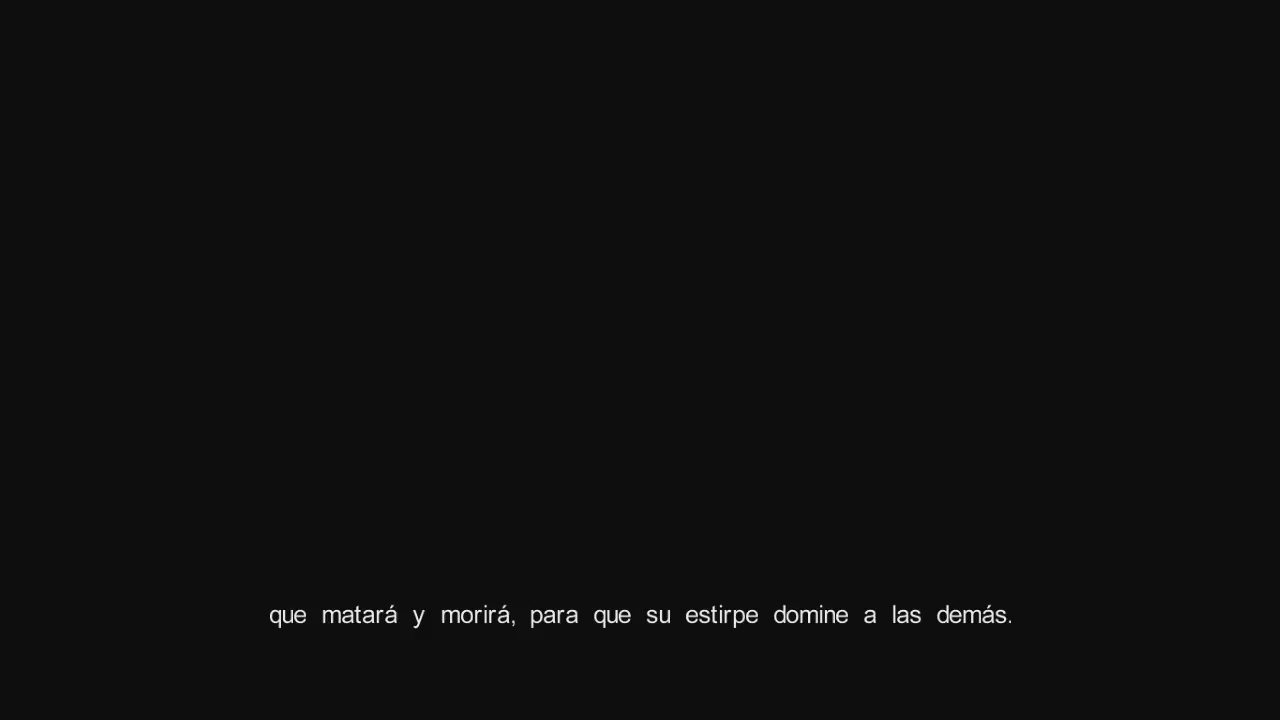 que matará y morirá, para que su estirpe domine a las demás.